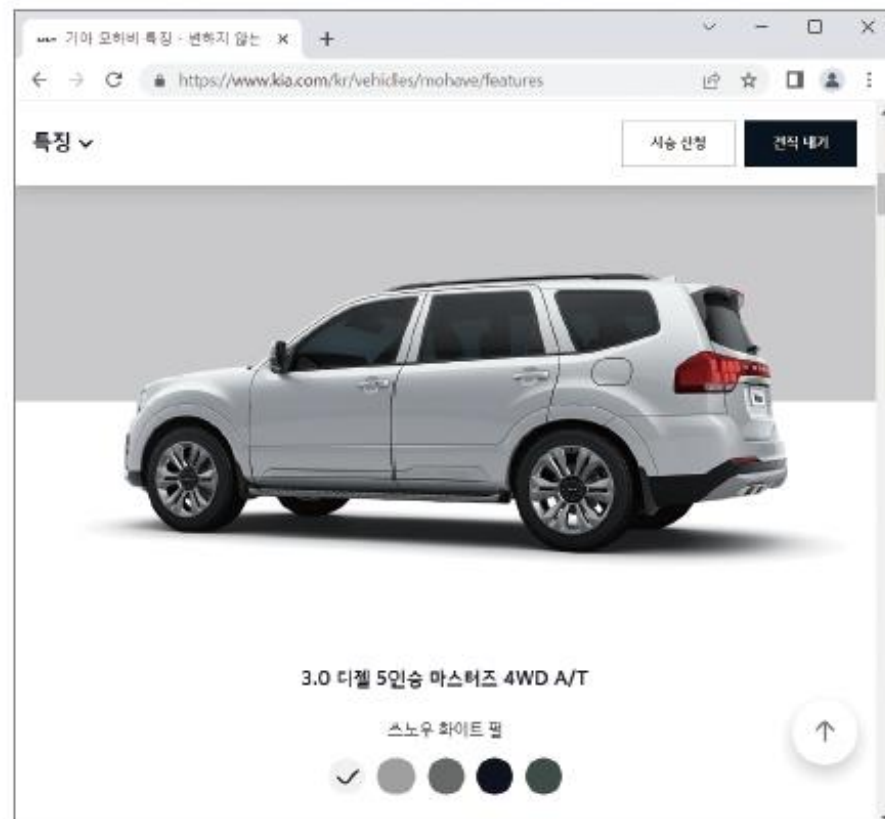 기아 모하비 특징 - 변하지 않는
https://www.kia.com/kr/vehicles/mohave/features
특징
시승 신청
견적 내기
3.0 디젤 5인승 마스터즈 4WD A/T
스노우 화이트 펄